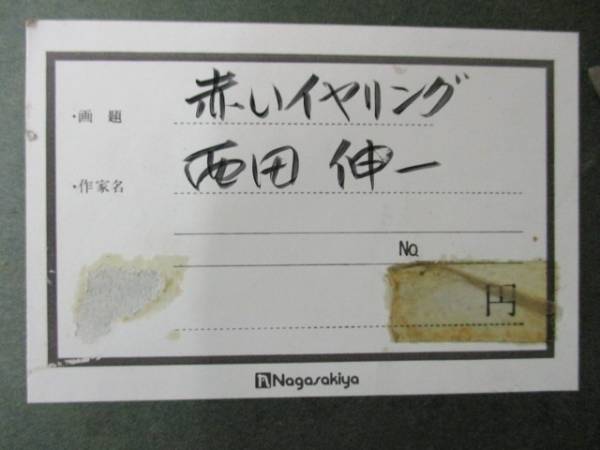 ・画題 赤いイヤリング
・作家名 西田 伸一
No.
円
Nagasakiya